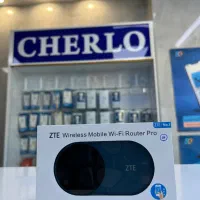 CHERLO
ZTE Wireless Mobile Wi-Fi Router Pro
ZTE